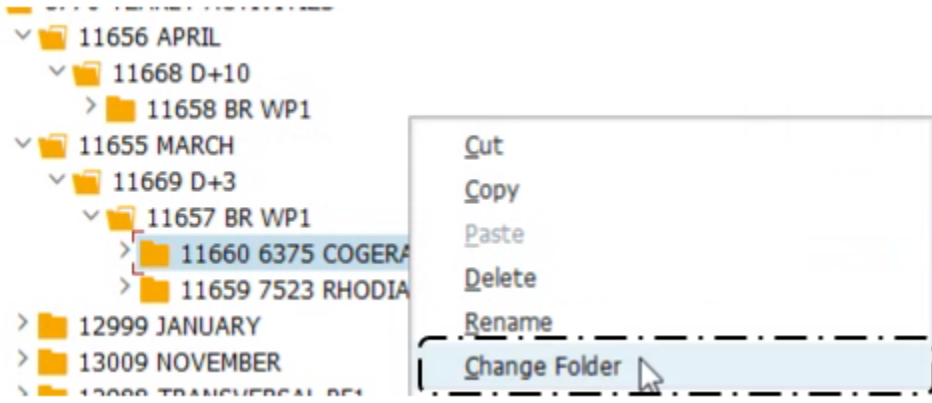 11656 APRIL
11668 D+10
11658 BR WP1
11655 MARCH
11669 D+3
11657 BR WP1
11660 6375 COGERA
11659 7523 RHODIA
12999 JANUARY
13009 NOVEMBER
Cut
Copy
Paste
Delete
Rename
Change Folder